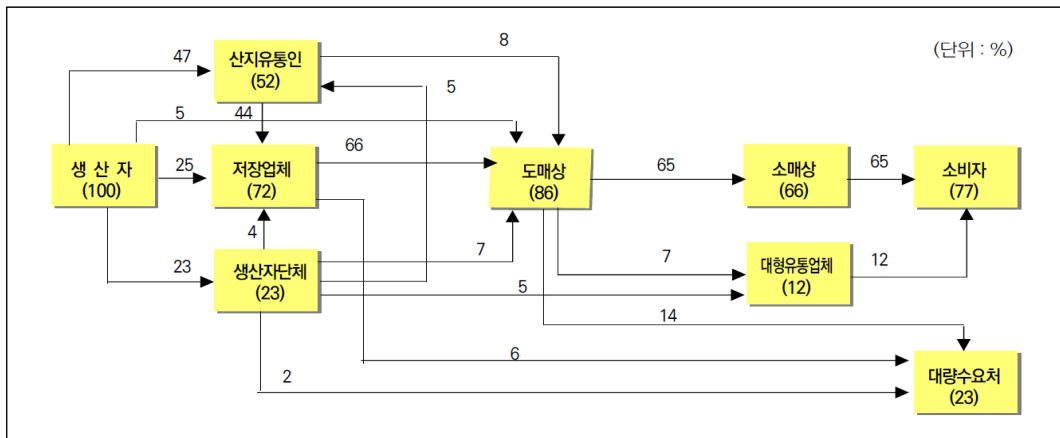 (단위 : %)
47
산지유통인
(52)
8
5
5
44
생 산 자
(100)
25
저장업체
(72)
66
도매상
(86)
65
소매상
(66)
65
소비자
(77)
4
23
생산자단체
(23)
7
5
7
대형유통업체
(12)
12
14
6
2
대량수요처
(23)